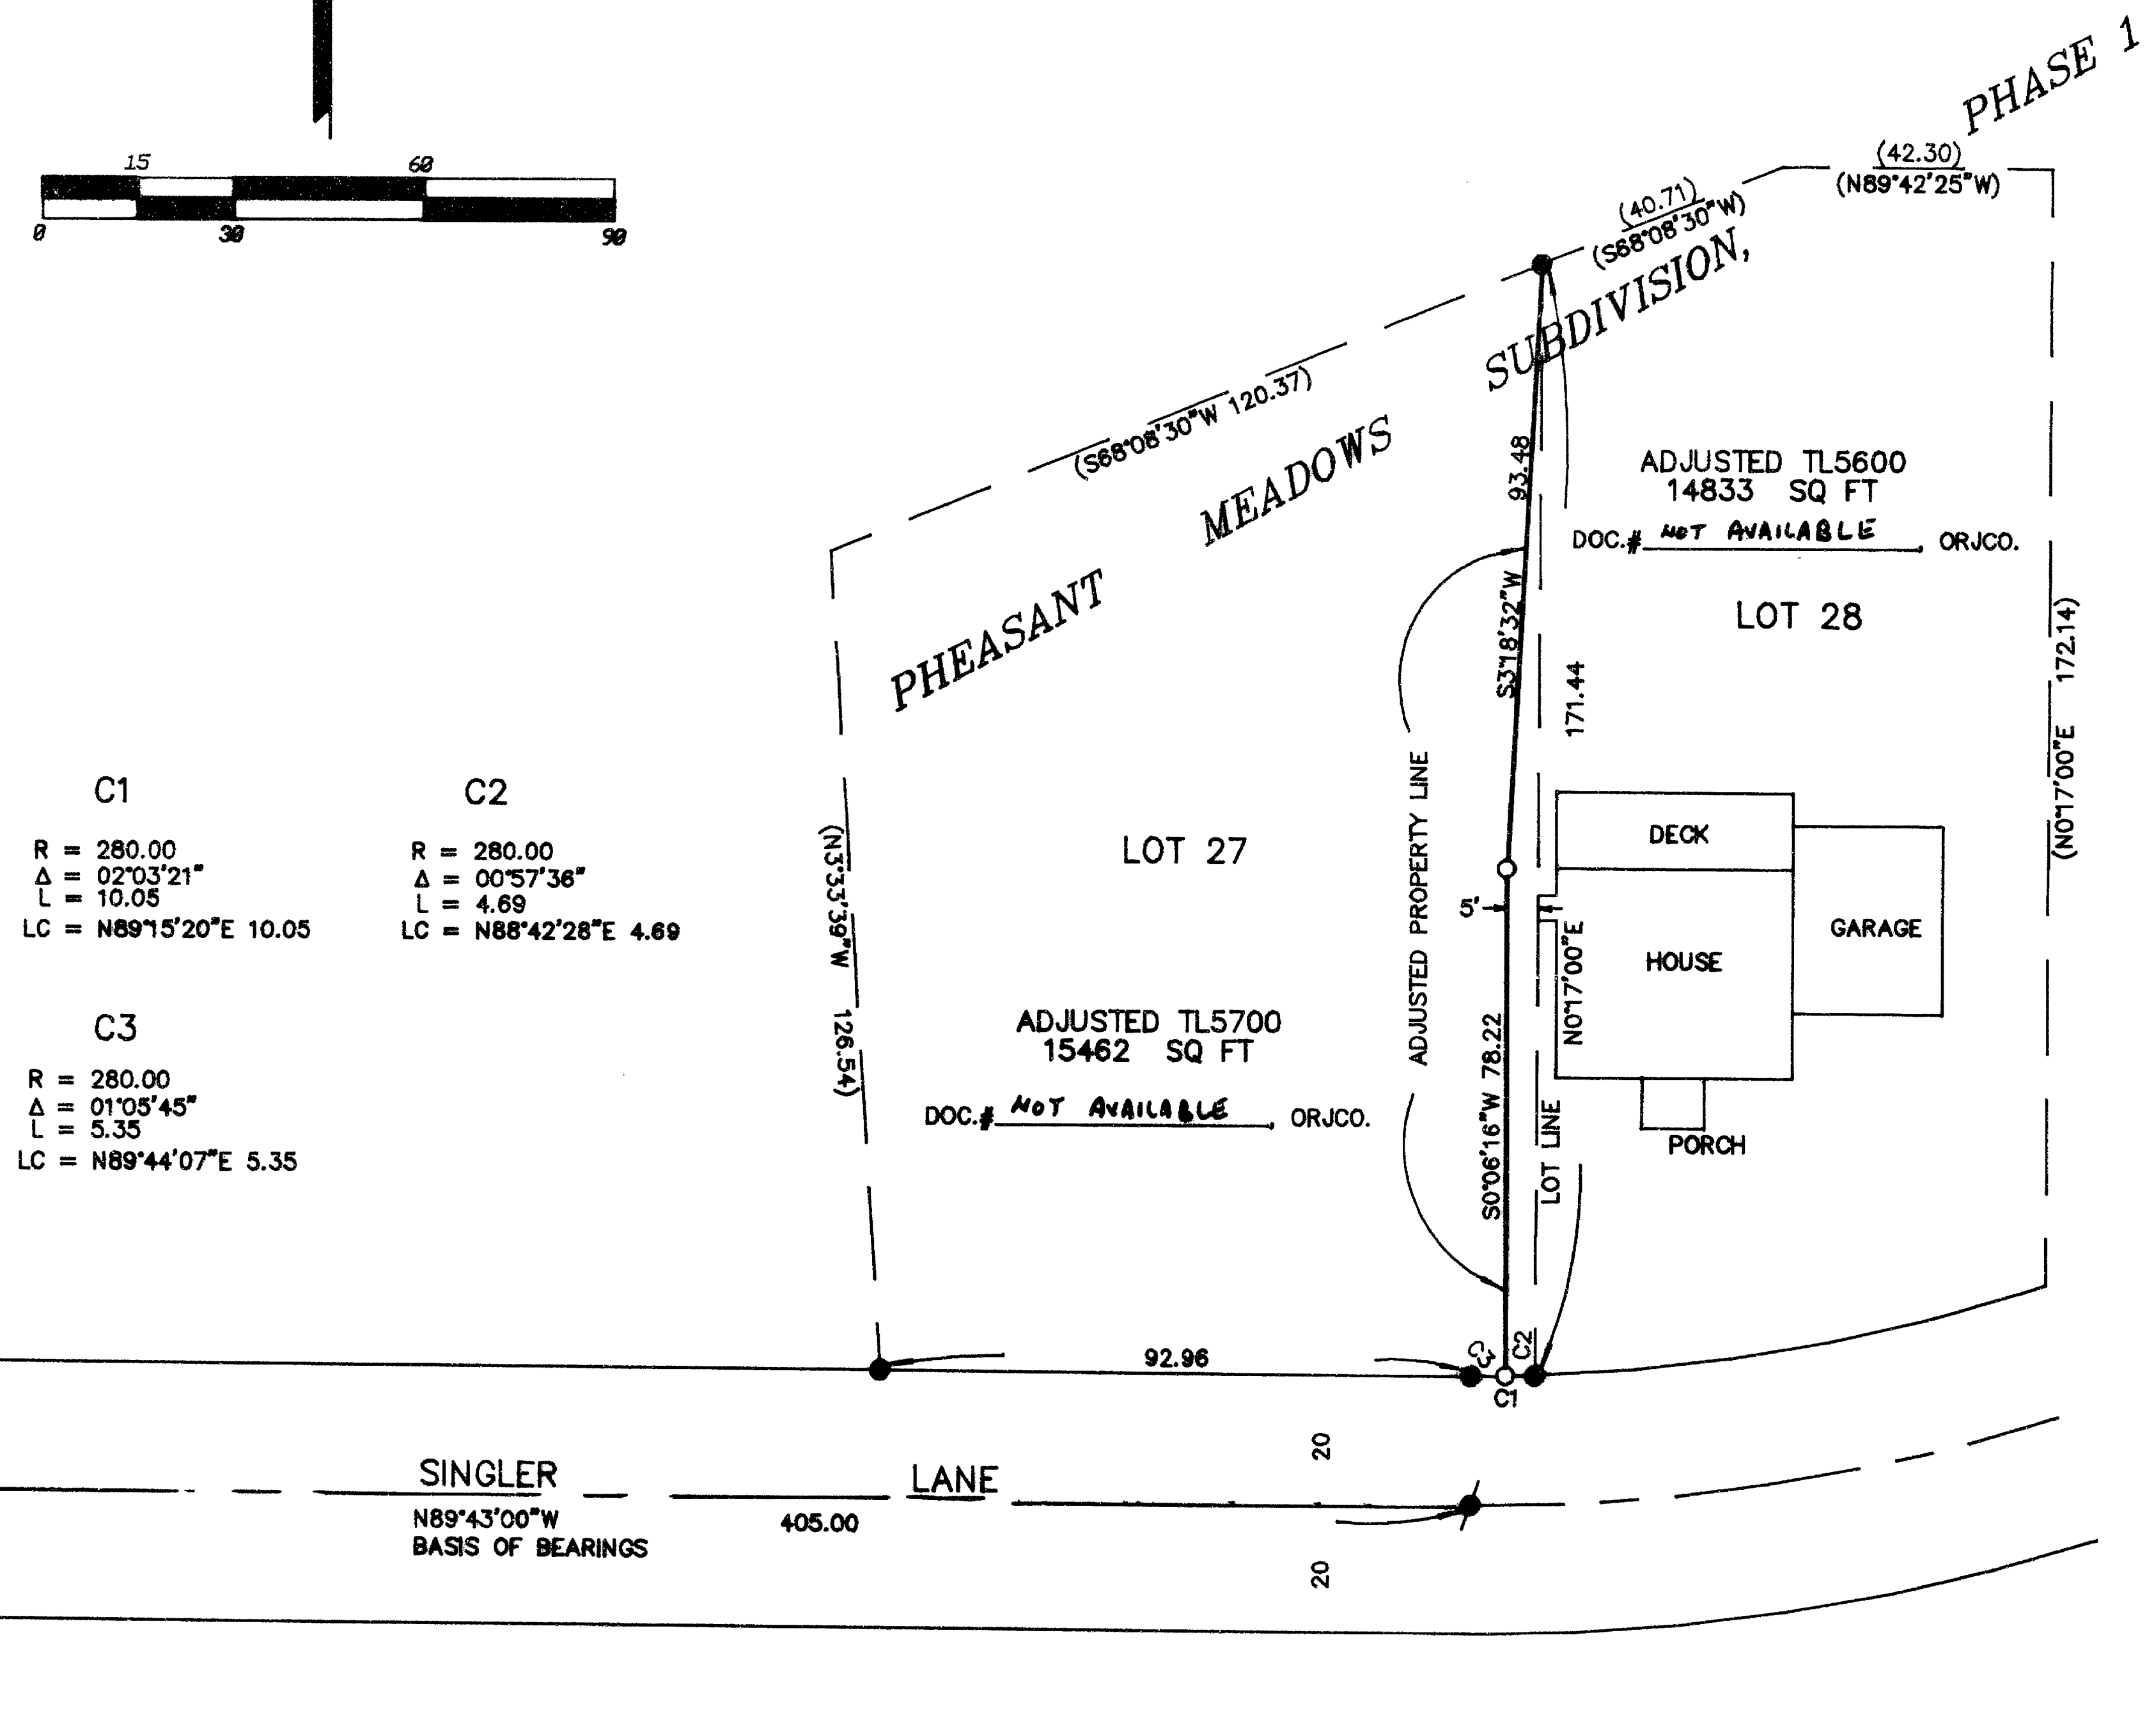 15 60
0 30 90
PHASE 1
(42.30)
(N89°42'25"W)
(40.71)
(S68°08'30"W)
SUBDIVISION,
(S68°08'30"W 120.37)
MEADOWS
PHEASANT
93.48
S3°18'32"W
ADJUSTED TL5600
14833 SQ FT
DOC.# NOT AVAILABLE, ORJCO.
LOT 28
171.44
(N0°17'00"E 172.14)
C1
R = 280.00
Δ = 02°03'21"
L = 10.05
LC = N89°15'20"E 10.05
C2
R = 280.00
Δ = 00°57'36"
L = 4.69
LC = N88°42'28"E 4.69
C3
R = 280.00
Δ = 01°05'45"
L = 5.35
LC = N89°44'07"E 5.35
(N3°33'39"W 126.54)
LOT 27
ADJUSTED PROPERTY LINE
DECK
5'
HOUSE
GARAGE
N0°17'00"E
ADJUSTED TL5700
15462 SQ FT
DOC.# NOT AVAILABLE, ORJCO.
S0°06'16"W 78.22
LOT LINE
PORCH
92.96
C3
C2
C1
20
SINGLER LANE
N89°43'00"W
405.00
BASIS OF BEARINGS
20